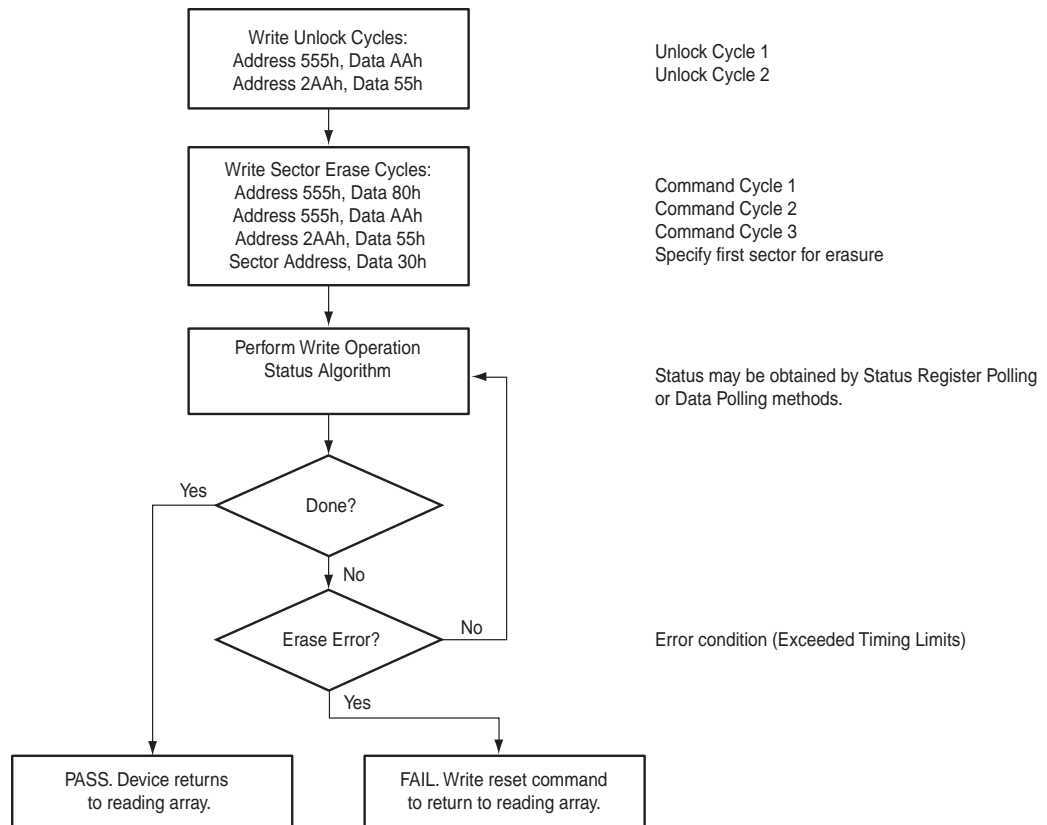 Write Unlock Cycles:
Address 555h, Data AAh
Address 2AAh, Data 55h
Unlock Cycle 1
Unlock Cycle 2
Write Sector Erase Cycles:
Address 555h, Data 80h
Address 555h, Data AAh
Address 2AAh, Data 55h
Sector Address, Data 30h
Command Cycle 1
Command Cycle 2
Command Cycle 3
Specify first sector for erasure
Perform Write Operation
Status Algorithm
Status may be obtained by Status Register Polling
or Data Polling methods.
Yes
Done?
No
Erase Error?
No
Error condition (Exceeded Timing Limits)
Yes
PASS. Device returns
to reading array.
FAIL. Write reset command
to return to reading array.